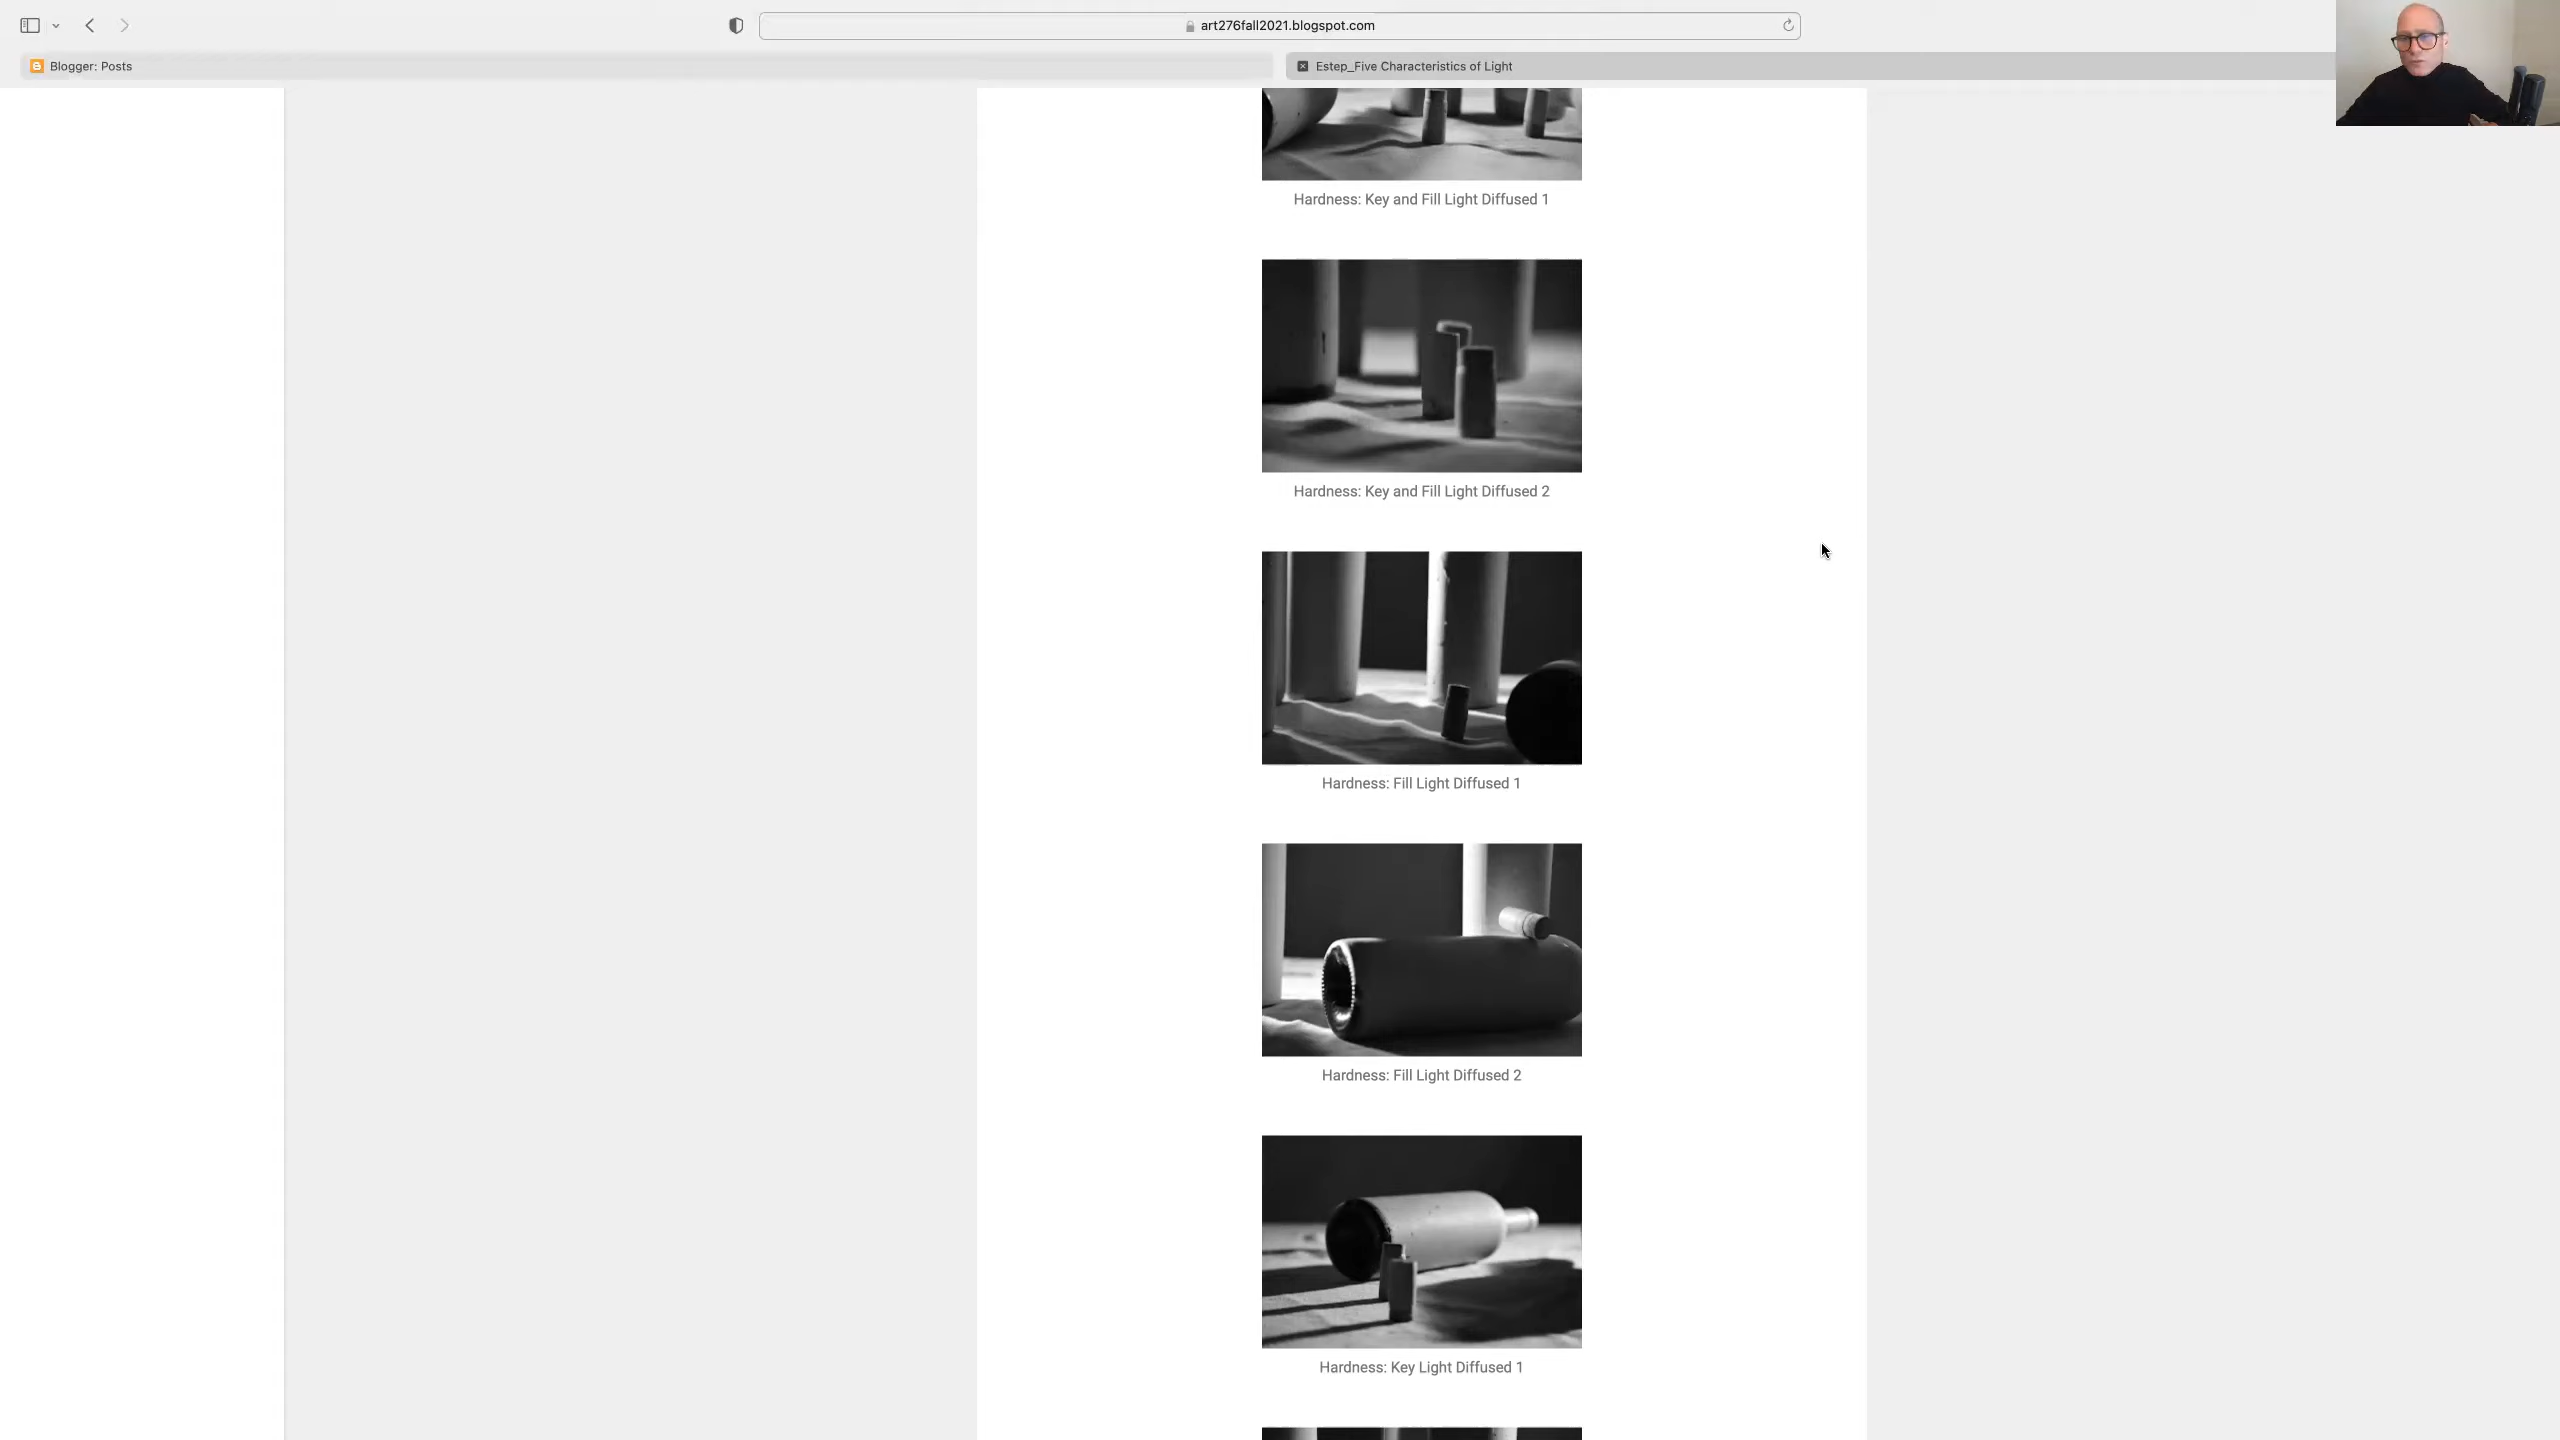 art276fall2021.blogspot.com
Blogger: Posts
Estep_Five Characteristics of Light
Hardness: Key and Fill Light Diffused 1
Hardness: Key and Fill Light Diffused 2
Hardness: Fill Light Diffused 1
Hardness: Fill Light Diffused 2
Hardness: Key Light Diffused 1